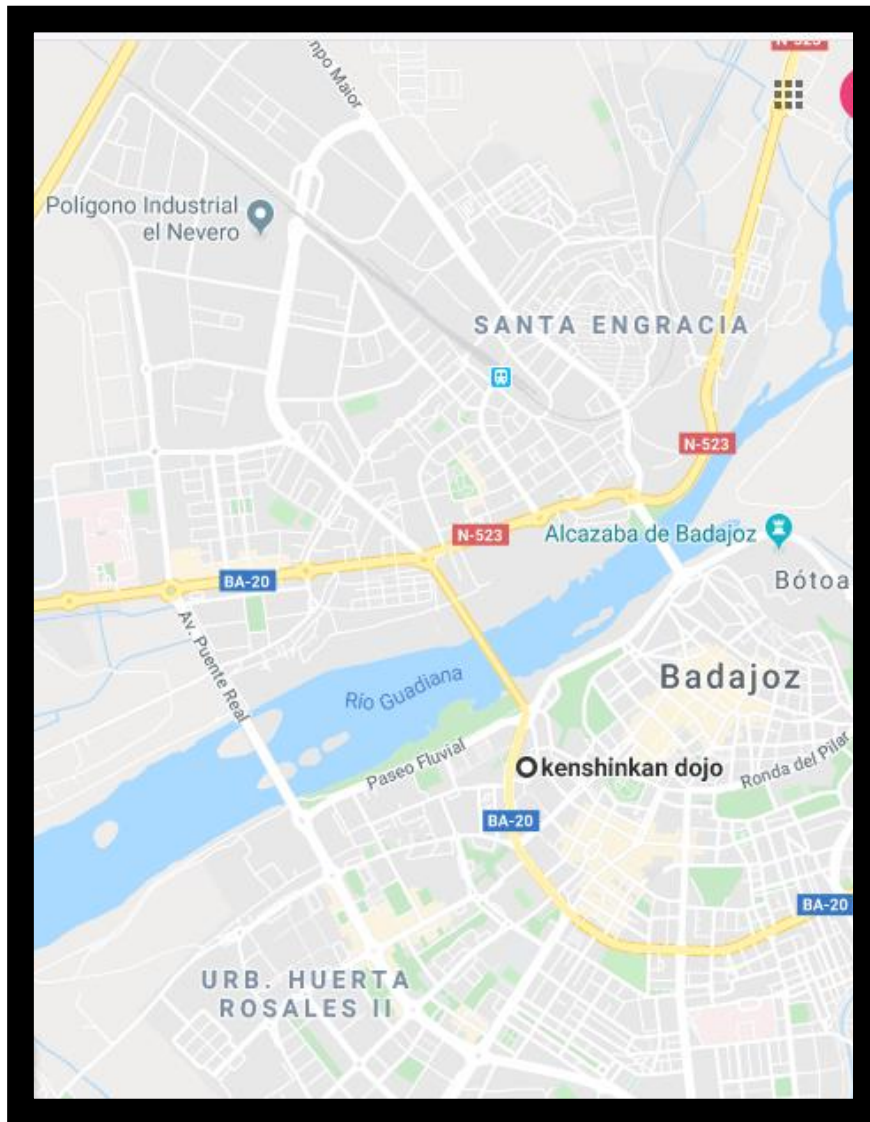 N-523
Polígono Industrial
el Nevero
SANTA ENGRACIA
N-523
N-523
Alcazaba de Badajoz
BA-20
Bótoa
Av. Puente Real
Río Guadiana
Badajoz
Paseo Fluvial
kenshinkan dojo
Ronda del Pilar
BA-20
BA-20
URB. HUERTA
ROSALES II